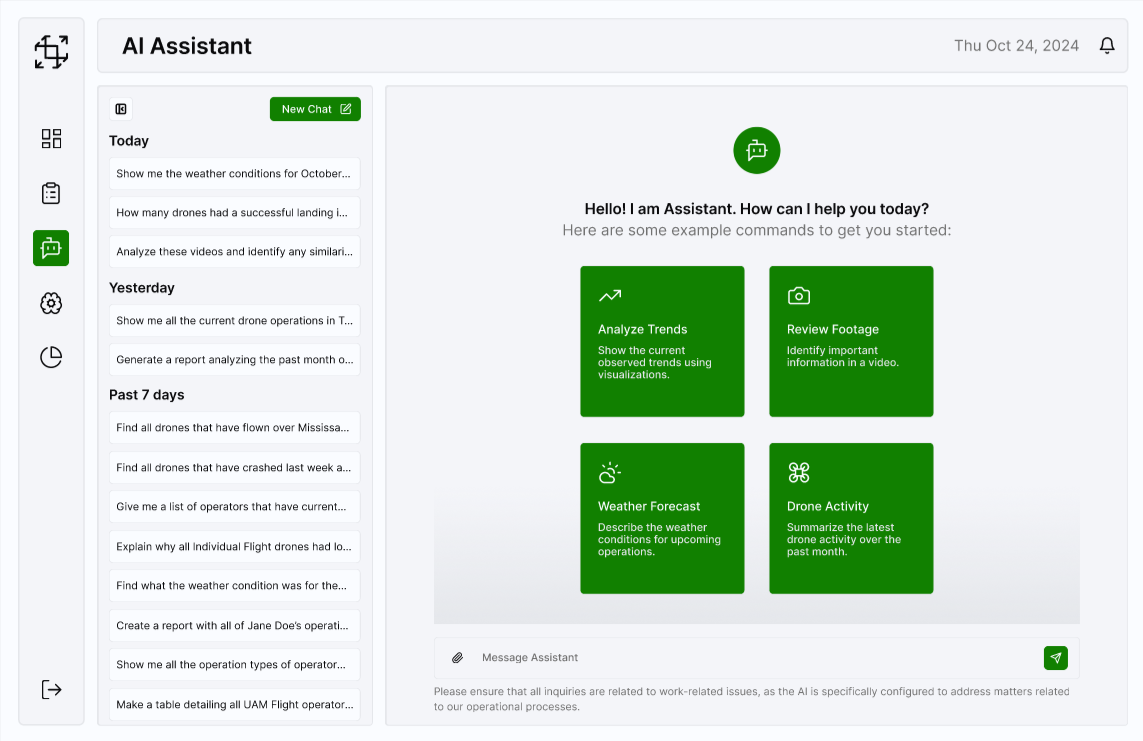 AI Assistant
Thu Oct 24, 2024
New Chat
Today
Show me the weather conditions for October...
How many drones had a successful landing i...
Analyze these videos and identify any similari...
Yesterday
Show me all the current drone operations in T...
Generate a report analyzing the past month o...
Past 7 days
Find all drones that have flown over Mississa...
Find all drones that have crashed last week a...
Give me a list of operators that have current...
Explain why all Individual Flight drones had lo...
Find what the weather condition was for the...
Create a report with all of Jane Doe's operati...
Show me all the operation types of operator...
Make a table detailing all UAM Flight operator...
Hello! I am Assistant. How can I help you today?
Here are some example commands to get you started:
Analyze Trends
Show the current
observed trends using
visualizations.
Review Footage
Identify important
information in a video.
Weather Forecast
Describe the weather
conditions for upcoming
operations.
Drone Activity
Summarize the latest
drone activity over the
past month.
Message Assistant
Please ensure that all inquiries are related to work-related issues, as the AI is specifically configured to address matters related
to our operational processes.